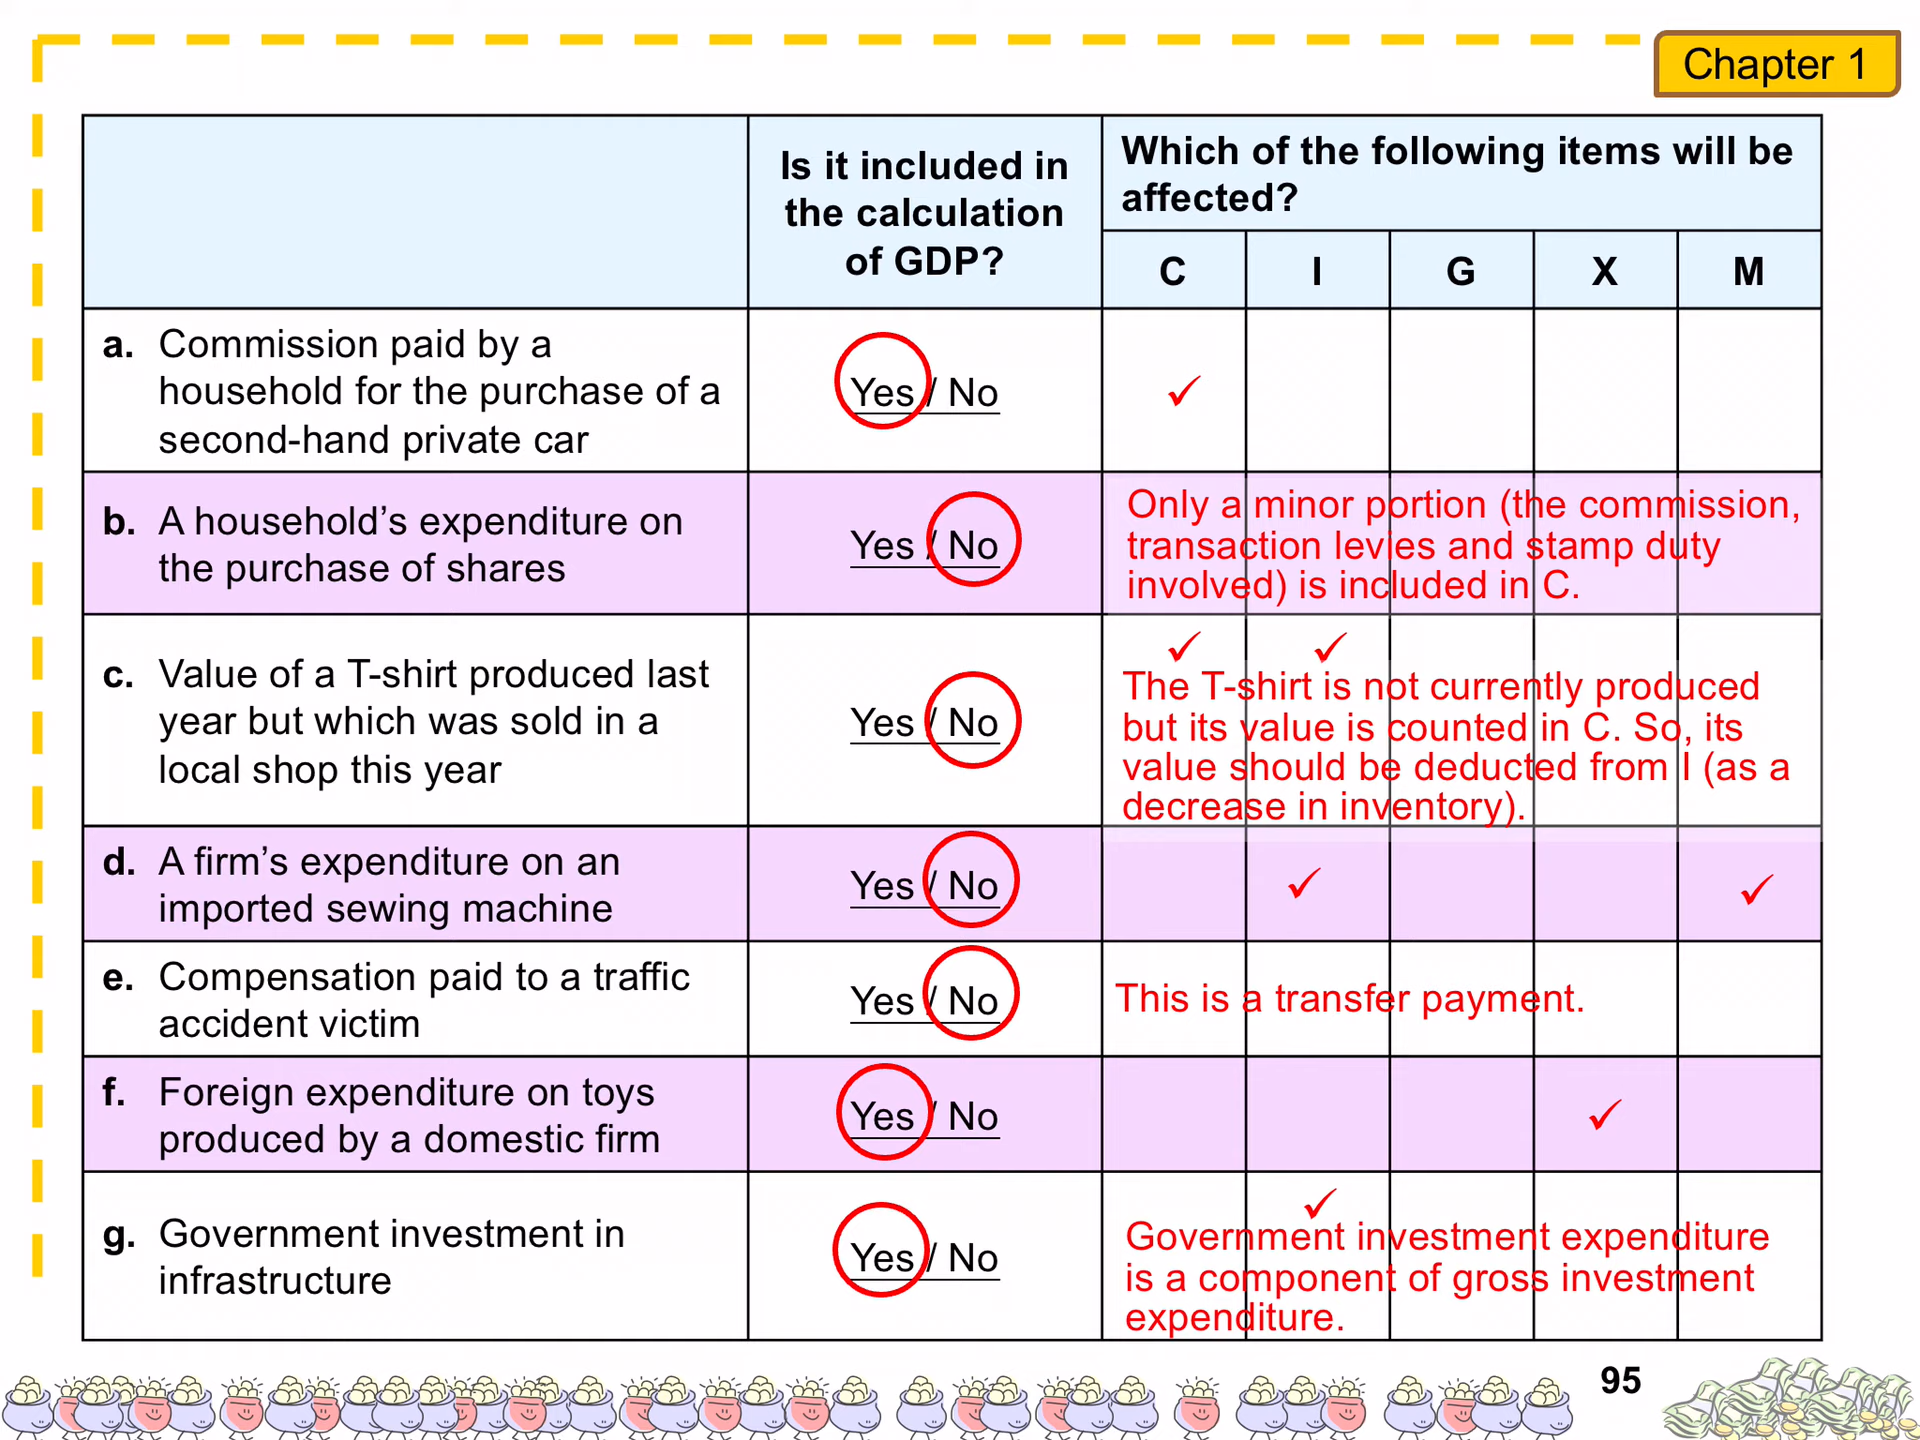 Chapter 1
Is it included in
the calculation
of GDP?
Which of the following items will be
affected?
C I G X M
a. Commission paid by a
household for the purchase of a
second-hand private car
Yes / No
✓
b. A household’s expenditure on
the purchase of shares
Yes / No
Only a minor portion (the commission,
transaction levies and stamp duty
involved) is included in C.
c. Value of a T-shirt produced last
year but which was sold in a
local shop this year
Yes / No
✓ ✓
The T-shirt is not currently produced
but its value is counted in C. So, its
value should be deducted from I (as a
decrease in inventory).
d. A firm’s expenditure on an
imported sewing machine
Yes / No
✓ ✓
e. Compensation paid to a traffic
accident victim
Yes / No
This is a transfer payment.
f. Foreign expenditure on toys
produced by a domestic firm
Yes / No
✓
g. Government investment in
infrastructure
Yes / No
✓
Government investment expenditure
is a component of gross investment
expenditure.
95